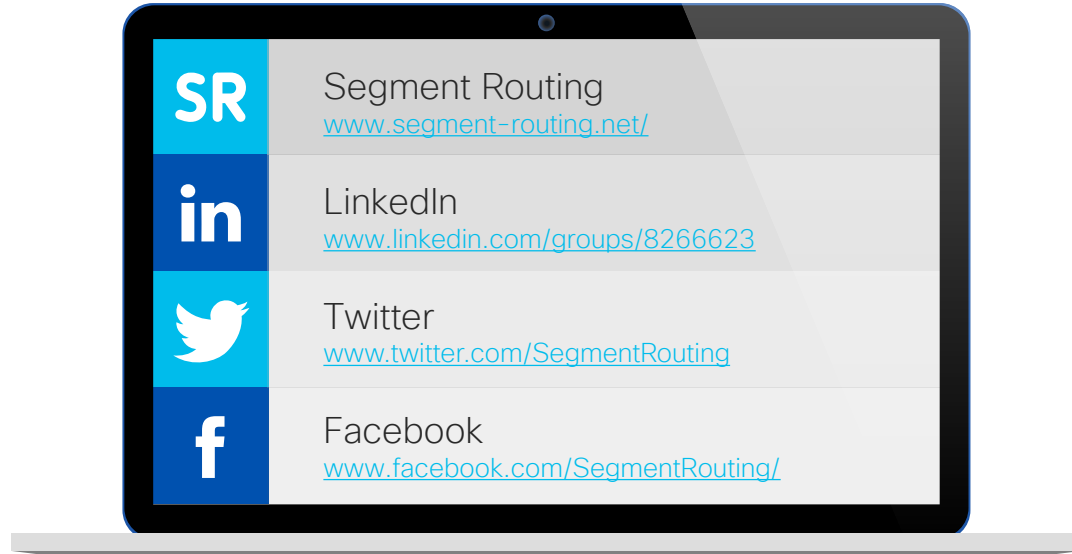 SR
Segment Routing
www.segment-routing.net/
in
LinkedIn
www.linkedin.com/groups/8266623
Twitter
www.twitter.com/SegmentRouting
f
Facebook
www.facebook.com/SegmentRouting/